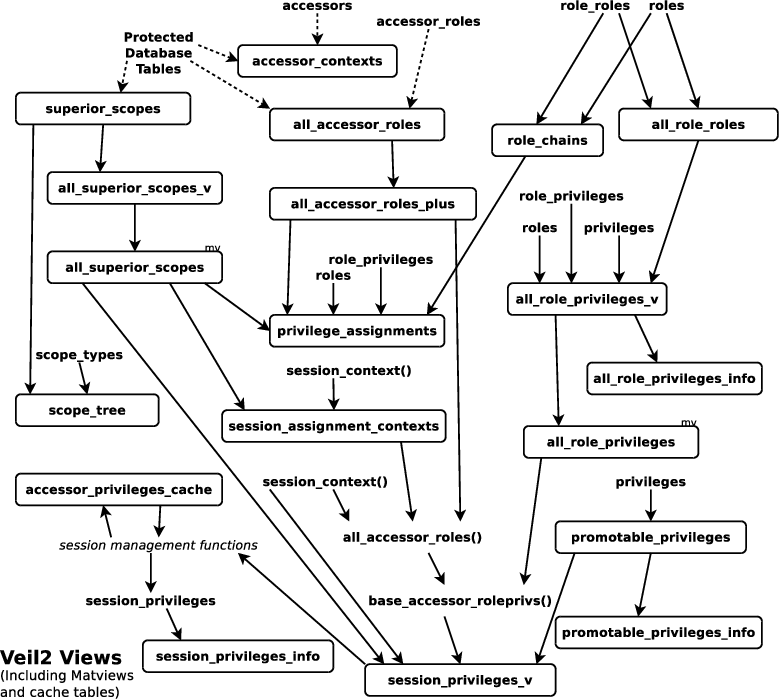 accessors
role_roles
roles
accessor_roles
Protected
Database
Tables
accessor_contexts
superior_scopes
all_accessor_roles
role_chains
all_role_roles
all_superior_scopes_v
all_accessor_roles_plus
role_privileges
roles
privileges
mv
all_superior_scopes
role_privileges
roles
all_role_privileges_v
privilege_assignments
scope_types
session_context()
all_role_privileges_info
scope_tree
session_assignment_contexts
mv
all_role_privileges
accessor_privileges_cache
session_context()
privileges
session management functions
all_accessor_roles()
promotable_privileges
session_privileges
base_accessor_roleprivs()
promotable_privileges_info
Veil2 Views
(Including Matviews
and cache tables)
session_privileges_info
session_privileges_v